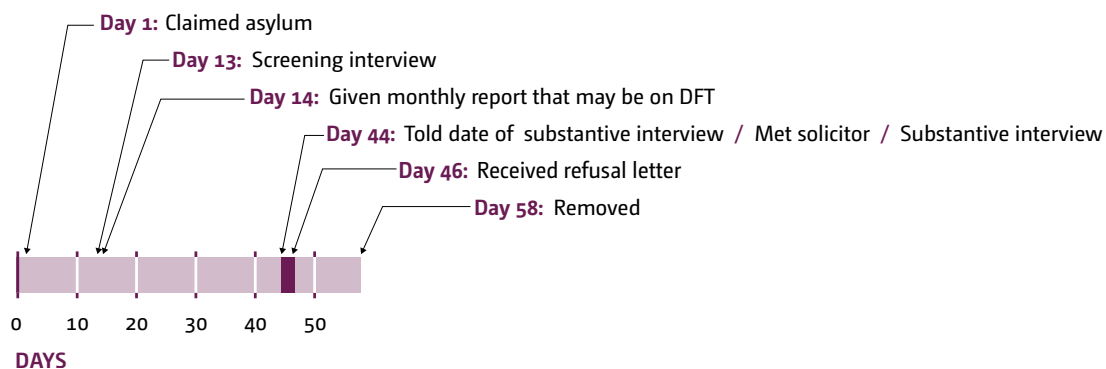 Day 1: Claimed asylum
Day 13: Screening interview
Day 14: Given monthly report that may be on DFT
Day 44: Told date of substantive interview / Met solicitor / Substantive interview
Day 46: Received refusal letter
Day 58: Removed
0 10 20 30 40 50
DAYS